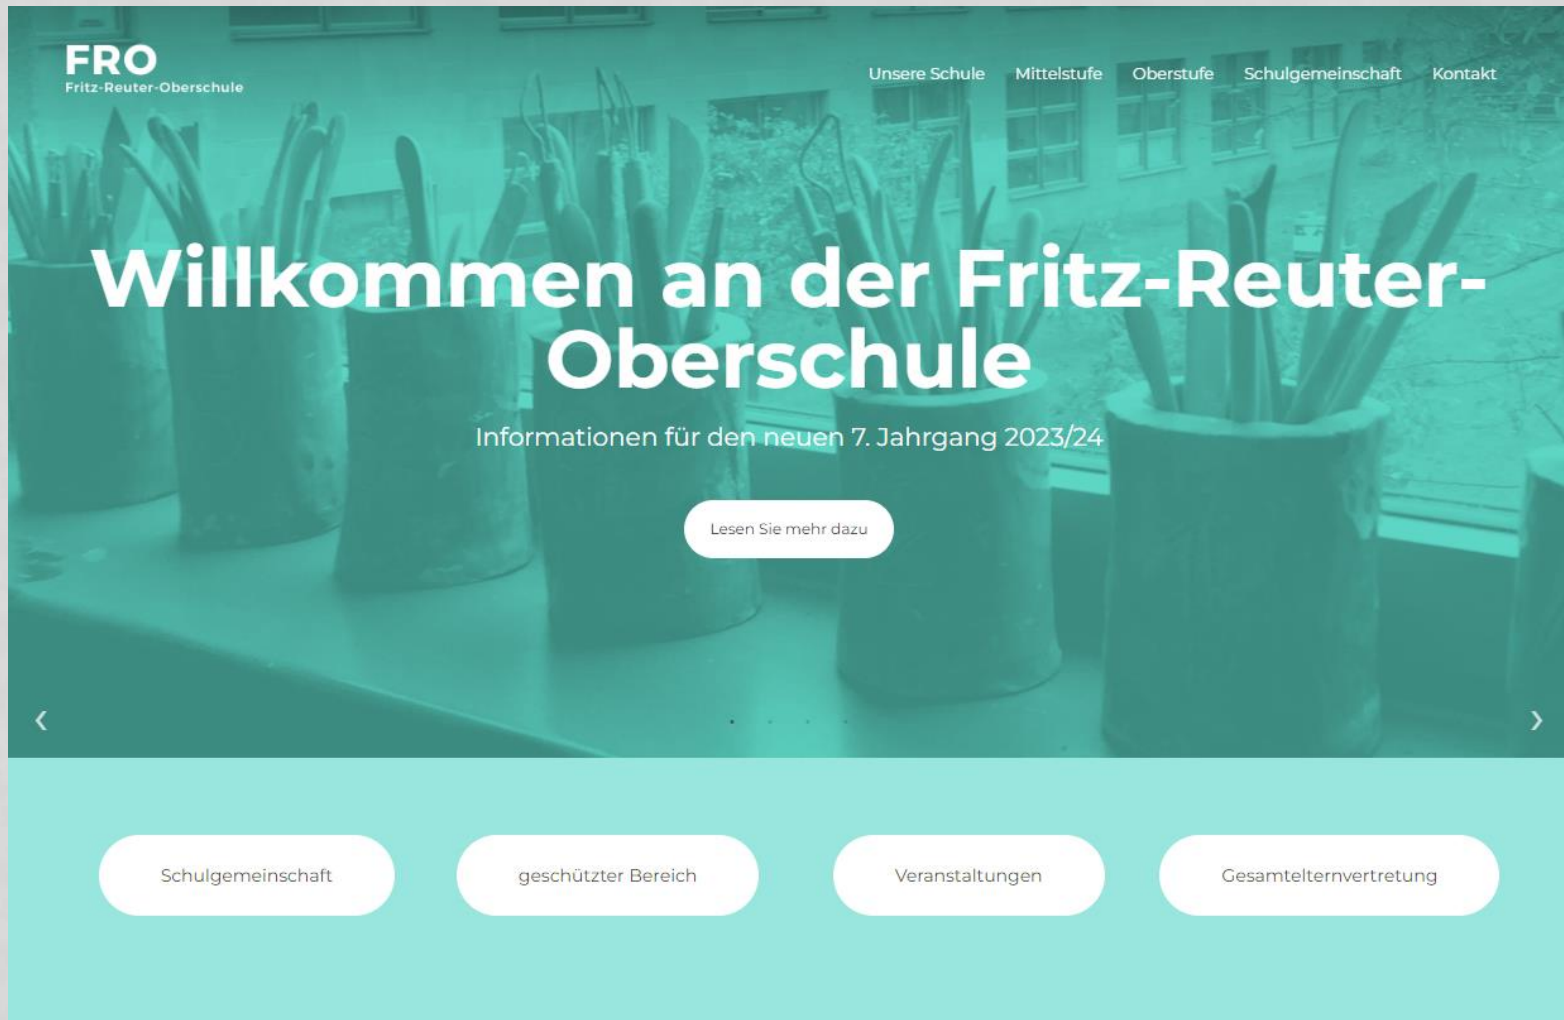 FRO
Fritz-Reuter-Oberschule
Unsere Schule Mittelstufe Oberstufe Schulgemeinschaft Kontakt
Willkommen an der Fritz-Reuter-
Oberschule
Informationen für den neuen 7. Jahrgang 2023/24
Lesen Sie mehr dazu
Schulgemeinschaft geschützter Bereich Veranstaltungen Gesamtelternvertretung